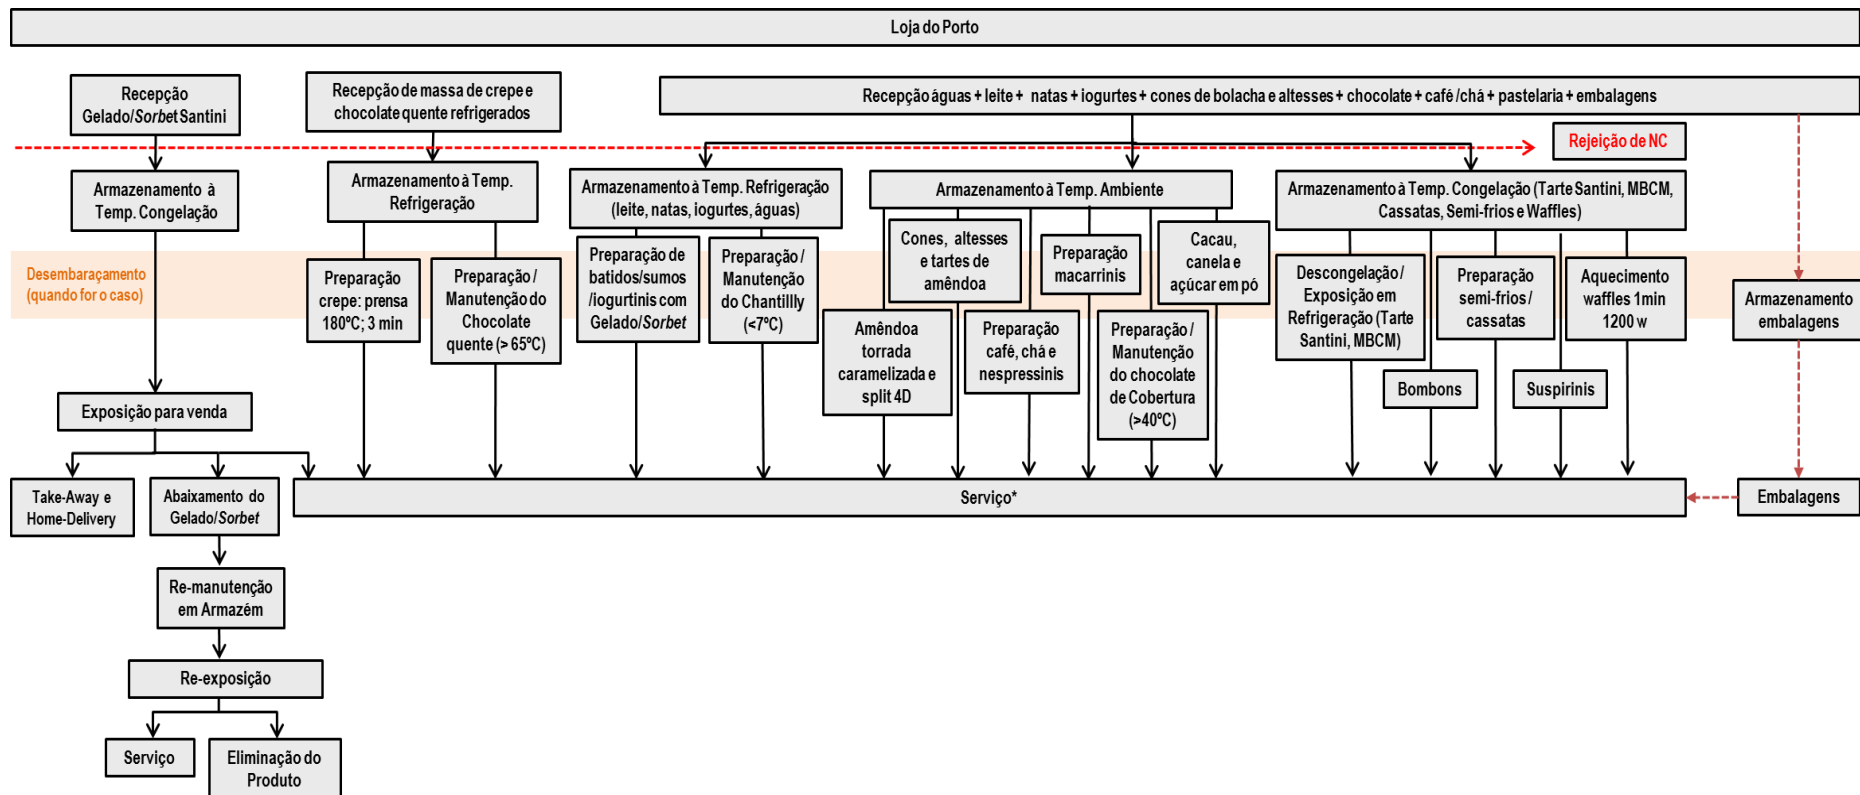 Loja do Porto
Recepção
Gelado/Sorbet Santini
Recepção de massa de crepe e
chocolate quente refrigerados
Recepção águas + leite + natas + iogurtes + cones de bolacha e altesses + chocolate + café /chá + pastelaria + embalagens
Rejeição de NC
Armazenamento à
Temp. Congelação
Armazenamento à Temp.
Refrigeração
Armazenamento à Temp. Refrigeração
(leite, natas, iogurtes, águas)
Armazenamento à Temp. Ambiente
Armazenamento à Temp. Congelação (Tarte Santini, MBCM,
Cassatas, Semi-frios e Waffles)
Desembaraçamento
(quando for o caso)
Preparação
crepe: prensa
180ºC; 3 min
Preparação /
Manutenção do
Chocolate
quente (> 65ºC)
Preparação de
batidos/sumos
/iogurtinis com
Gelado/Sorbet
Preparação /
Manutenção
do Chantillly
(<7ºC)
Amêndoa
torrada
caramelizada e
split 4D
Cones, altesses
e tartes de
amêndoa
Preparação
café, chá e
nespressinis
Preparação
macarrinis
Preparação /
Manutenção
do chocolate
de Cobertura
(>40ºC)
Cacau,
canela e
açúcar em pó
Descongelação /
Exposição em
Refrigeração (Tarte
Santini, MBCM)
Bombons
Preparação
semi-frios /
cassatas
Suspirinis
Aquecimento
waffles 1min
1200 w
Armazenamento
embalagens
Exposição para venda
Take-Away e
Home-Delivery
Abaixamento do
Gelado/Sorbet
Serviço*
Embalagens
Re-manutenção
em Armazém
Re-exposição
Serviço
Eliminação do
Produto